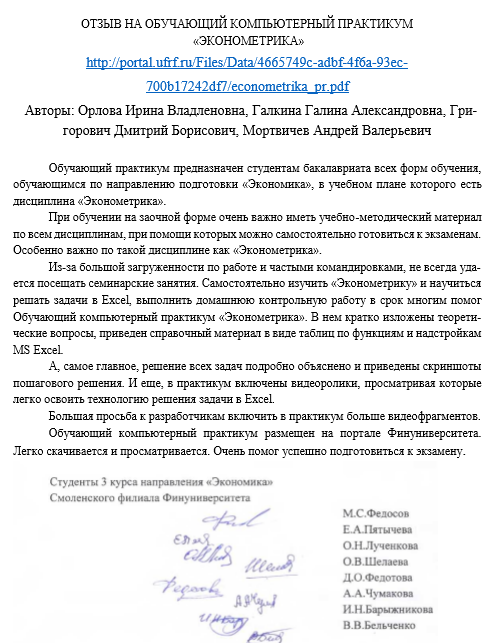 ОТЗЫВ НА ОБУЧАЮЩИЙ КОМПЬЮТЕРНЫЙ ПРАКТИКУМ
«ЭКОНОМЕТРИКА»
http://portal.ufrf.ru/Files/Data/4665749c-adbf-4f6a-93ec-
700b17242df7/econometrika_pr.pdf
Авторы: Орлова Ирина Владленовна, Галкина Галина Александровна, Гри-
горович Дмитрий Борисович, Мортвичев Андрей Валерьевич
Обучающий практикум предназначен студентам бакалавриата всех форм обучения,
обучающимся по направлению подготовки «Экономика», в учебном плане которого есть
дисциплина «Эконометрика».
При обучении на заочной форме очень важно иметь учебно-методический материал
по всем дисциплинам, при помощи которых можно самостоятельно готовиться к экзаменам.
Особенно важно по такой дисциплине как «Эконометрика».
Из-за большой загруженности по работе и частыми командировками, не всегда уда-
ется посещать семинарские занятия. Самостоятельно изучить «Эконометрику» и научиться
решать задачи в Excel, выполнить домашнюю контрольную работу в срок многим помог
Обучающий компьютерный практикум «Эконометрика». В нем кратко изложены теорети-
ческие вопросы, приведен справочный материал в виде таблиц по функциям и надстройкам
MS Excel.
А, самое главное, решение всех задач подробно объяснено и приведены скриншоты
пошагового решения. И еще, в практикум включены видеоролики, просматривая которые
легко освоить технологию решения задачи в Excel.
Большая просьба к разработчикам включить в практикум больше видеофрагментов.
Обучающий компьютерный практикум размещен на портале Финуниверситета.
Легко скачивается и просматривается. Очень помог успешно подготовиться к экзамену.
Студенты 3 курса направления «Экономика»
Смоленского филиала Финуниверситета
М.С.Федосов
Е.А.Пятычева
О.Н.Лученкова
О.В.Шелаева
Д.О.Федотова
А.А.Чумакова
И.Н.Барыжникова
В.В.Бельченко